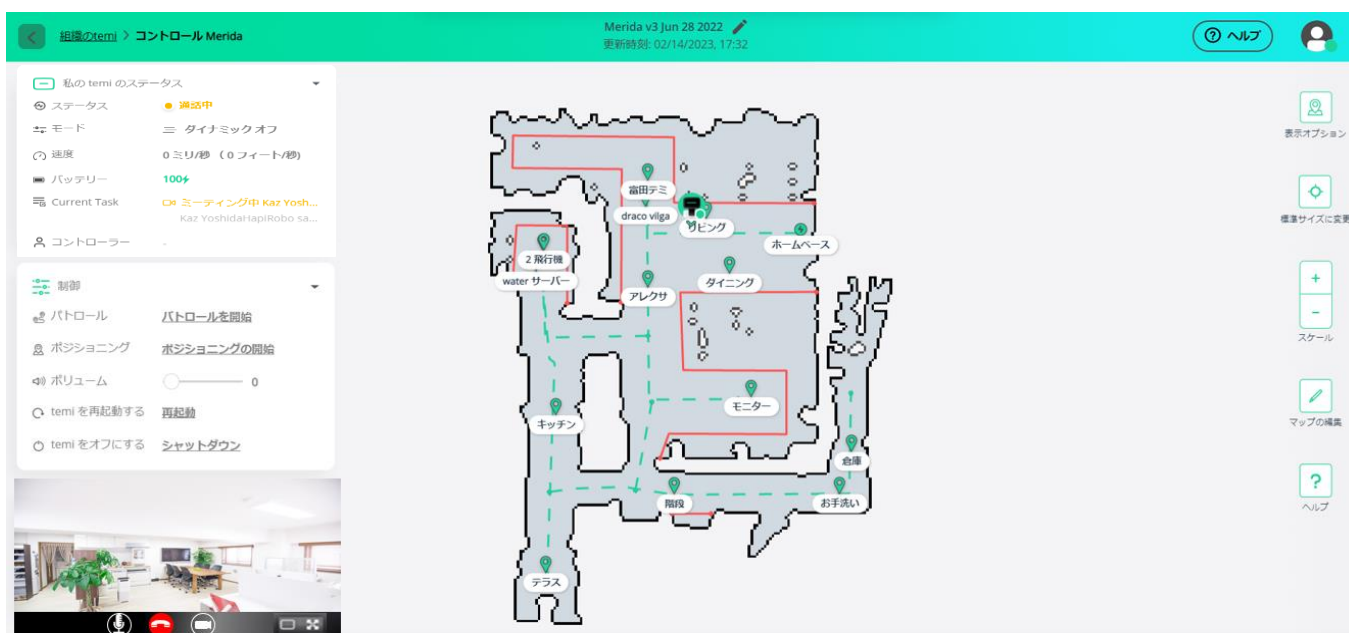 組織のtemi > コントロール Merida
Merida v3 Jun 28 2022
更新時刻: 02/14/2023, 17:32
ヘルプ
私の temi のステータス
ステータス 通話中
モード ダイナミック オフ
速度 0 ミリ/秒 （0 フィート/秒)
バッテリー 100
Current Task ミーティング中 Kaz Yosh...
Kaz YoshidaHapiRobo sa...
コントローラー -
制御
パトロール パトロールを開始
ポジショニング ポジショニングの開始
ボリューム 0
temi を再起動する 再起動
temi をオフにする シャットダウン
富田テミ
draco vilga
リビング
ホームベース
2 飛行機
water サーバー
アレクサ
ダイニング
モニター
キッチン
倉庫
階段
お手洗い
テラス
表示オプション
標準サイズに変更
+
-
スケール
マップの編集
?
ヘルプ